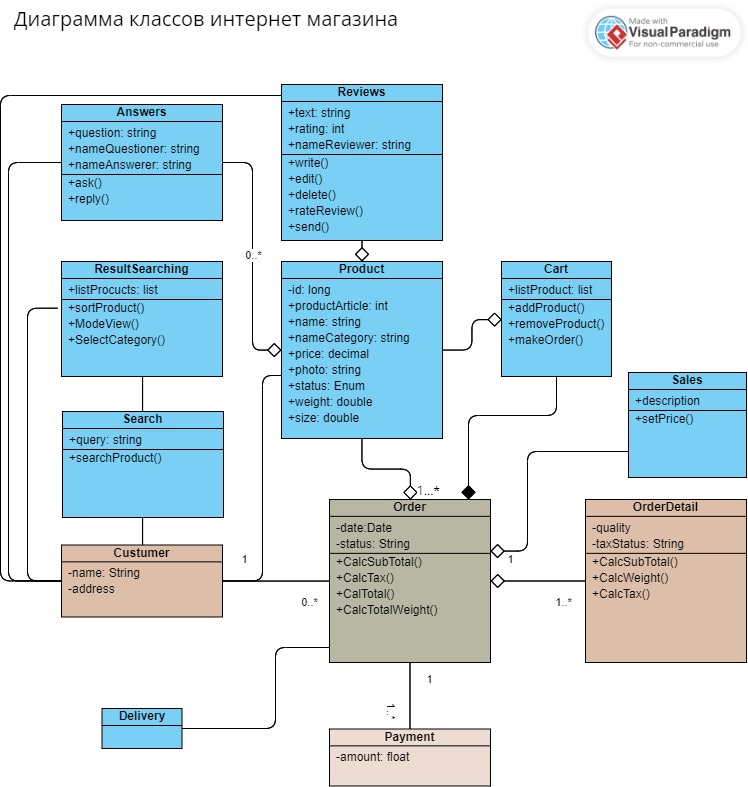 Диаграмма классов интернет магазина
Made with
VisualParadigm
For non-commercial use
Reviews
+text: string
+rating: int
+nameReviewer: string
+write()
+edit()
+delete()
+rateReview()
+send()
Answers
+question: string
+nameQuestioner: string
+nameAnswerer: string
+ask()
+reply()
0..*
ResultSearching
+listProcucts: list
+sortProduct()
+ModeView()
+SelectCategory()
Product
-id: long
+productArticle: int
+name: string
+nameCategory: string
+price: decimal
+photo: string
+status: Enum
+weight: double
+size: double
Cart
+listProduct: list
+addProduct()
+removeProduct()
+makeOrder()
Sales
+description
+setPrice()
Search
+query: string
+searchProduct()
1...*
Order
-date:Date
-status: String
+CalcSubTotal()
+CalcTax()
+CalTotal()
+CalcTotalWeight()
OrderDetail
-quality
-taxStatus: String
+CalcSubTotal()
+CalcWeight()
+CalcTax()
Custumer
-name: String
-address
1
0..*
1
1..*
1
1..*
Delivery
Payment
-amount: float